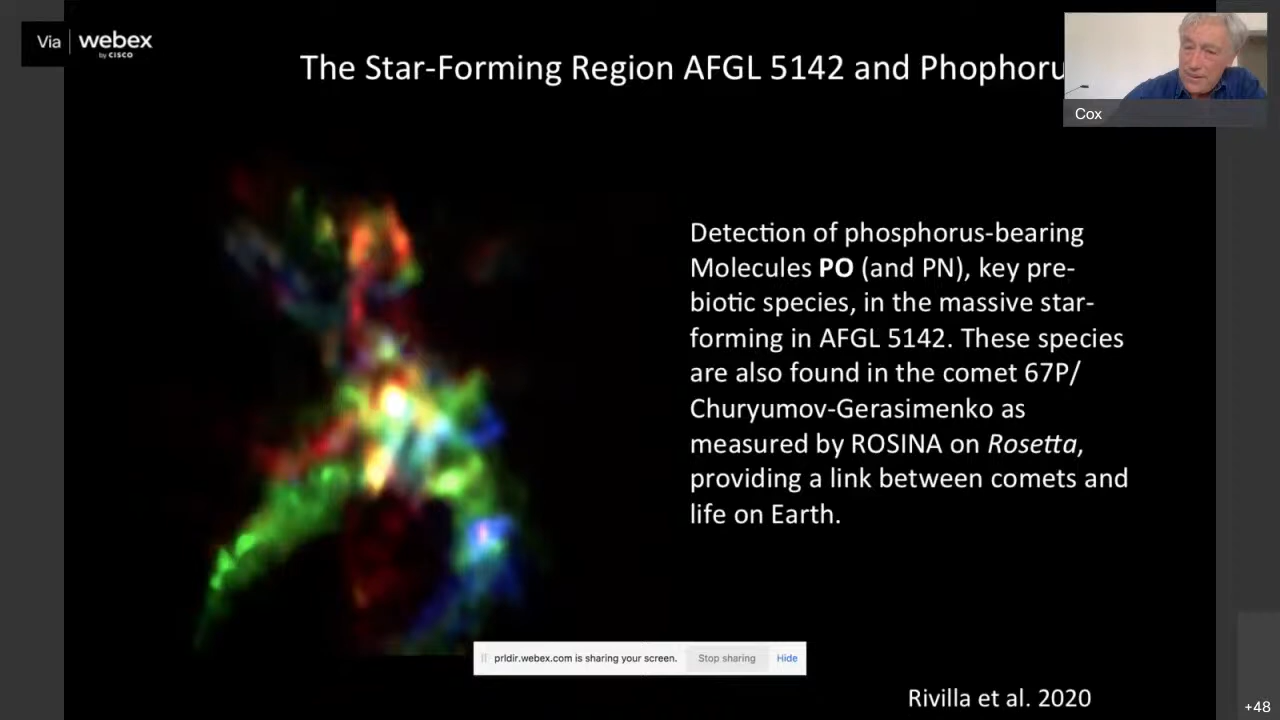 Via webex
by CISCO
The Star-Forming Region AFGL 5142 and Phophoru
Cox
Detection of phosphorus-bearing
Molecules PO (and PN), key pre-
biotic species, in the massive star-
forming in AFGL 5142. These species
are also found in the comet 67P/
Churyumov-Gerasimenko as
measured by ROSINA on Rosetta,
providing a link between comets and
life on Earth.
prldir.webex.com is sharing your screen. Stop sharing Hide
Rivilla et al. 2020
+48